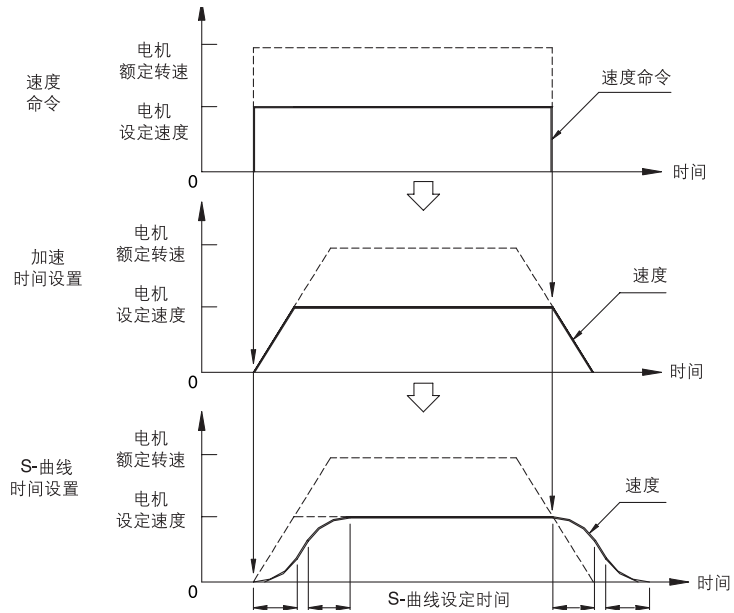 电机
额定转速
速度
命令
速度命令
电机
设定速度
0
时间
电机
额定转速
加速
时间设置
速度
电机
设定速度
0
时间
电机
额定转速
S-曲线
时间设置
速度
电机
设定速度
0
时间
S-曲线设定时间